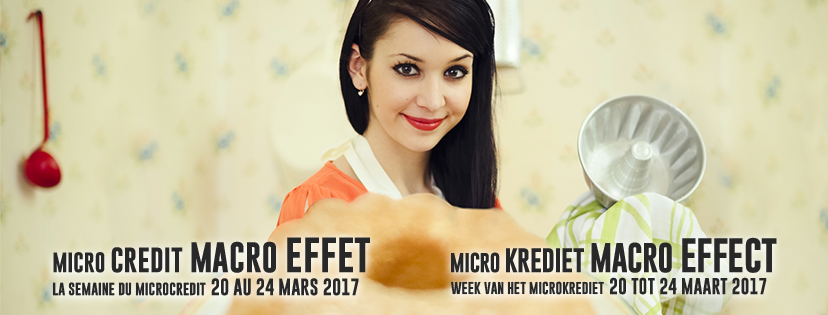 MICRO CREDIT MACRO EFFET
LA SEMAINE DU MICROCREDIT 20 AU 24 MARS 2017
MICRO KREDIET MACRO EFFECT
WEEK VAN HET MICROKREDIET 20 TOT 24 MAART 2017